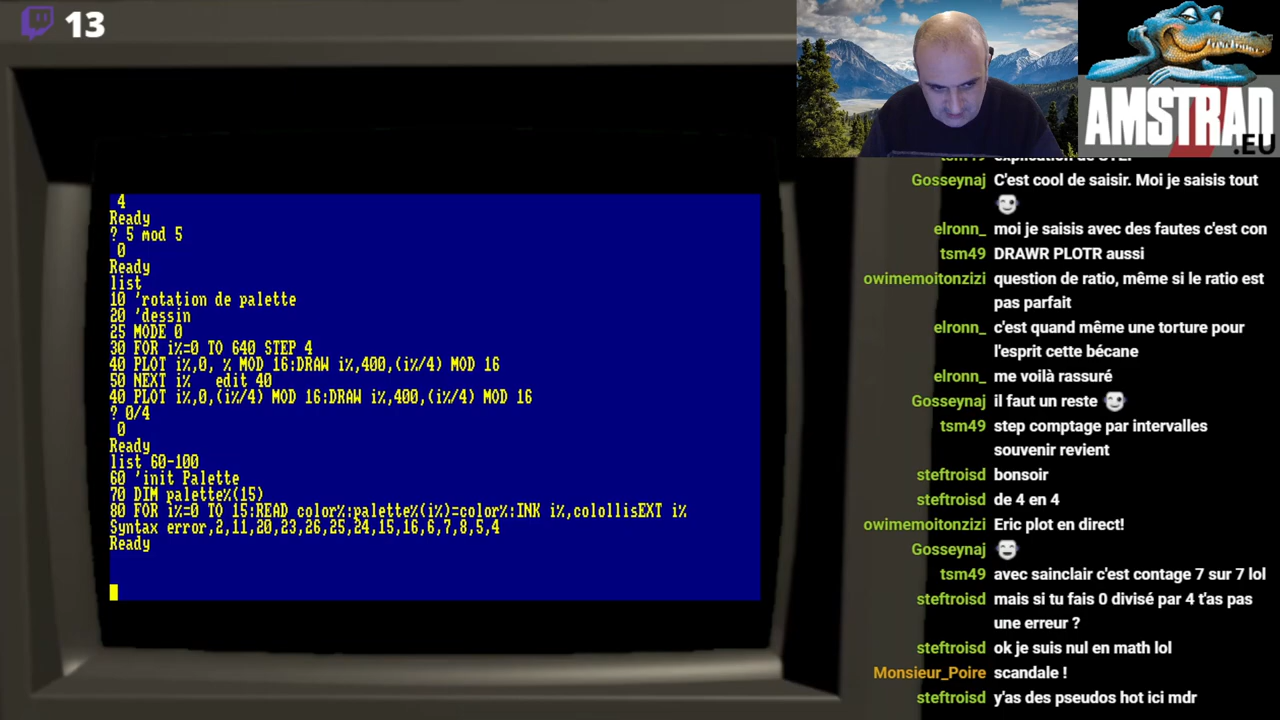 13
AMSTRAD
.EU
4
Ready
? 5 mod 5
0
Ready
list
10 'rotation de palette
20 'dessin
25 MODE 0
30 FOR i%=0 TO 640 STEP 4
40 PLOT i%,0, % MOD 16:DRAW i%,400,(i%/4) MOD 16
50 NEXT i%   edit 40
40 PLOT i%,0,(i%/4) MOD 16:DRAW i%,400,(i%/4) MOD 16
? 0/4
0
Ready
list 60-100
60 'init Palette
70 DIM palette%(15)
80 FOR i%=0 TO 15:READ color%:palette%(i%)=color%:INK i%,colollisEXT i%
Syntax error,2,11,20,23,26,25,24,15,16,6,7,8,5,4
Ready
tsm49 explication de STEP
Gosseynaj C'est cool de saisir. Moi je saisis tout
elronn_ moi je saisis avec des fautes c'est con
tsm49 DRAWR PLOTR aussi
owimemoitonzizi question de ratio, même si le ratio est
pas parfait
elronn_ c'est quand même une torture pour
l'esprit cette bécane
elronn_ me voilà rassuré
Gosseynaj il faut un reste
tsm49 step comptage par intervalles
souvenir revient
steftroisd bonsoir
steftroisd de 4 en 4
owimemoitonzizi Eric plot en direct!
Gosseynaj
tsm49 avec sainclair c'est contage 7 sur 7 lol
steftroisd mais si tu fais 0 divisé par 4 t'as pas
une erreur ?
steftroisd ok je suis nul en math lol
Monsieur_Poire scandale !
steftroisd y'as des pseudos hot ici mdr